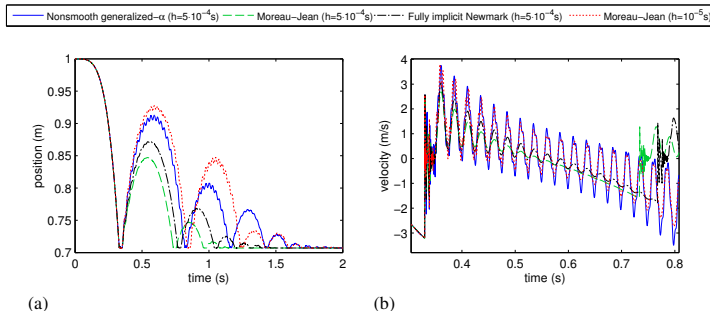 Nonsmooth generalized−α (h=5·10⁻⁴s) Moreau−Jean (h=5·10⁻⁴s) Fully implicit Newmark (h=5·10⁻⁴s) Moreau−Jean (h=10⁻⁵s)
1
0.95
0.9
0.85
0.8
0.75
0.7
position (m)
0 0.5 1 1.5 2
time (s)
(a)
4
3
2
1
0
−1
−2
−3
velocity (m/s)
0.4 0.5 0.6 0.7 0.8
time (s)
(b)